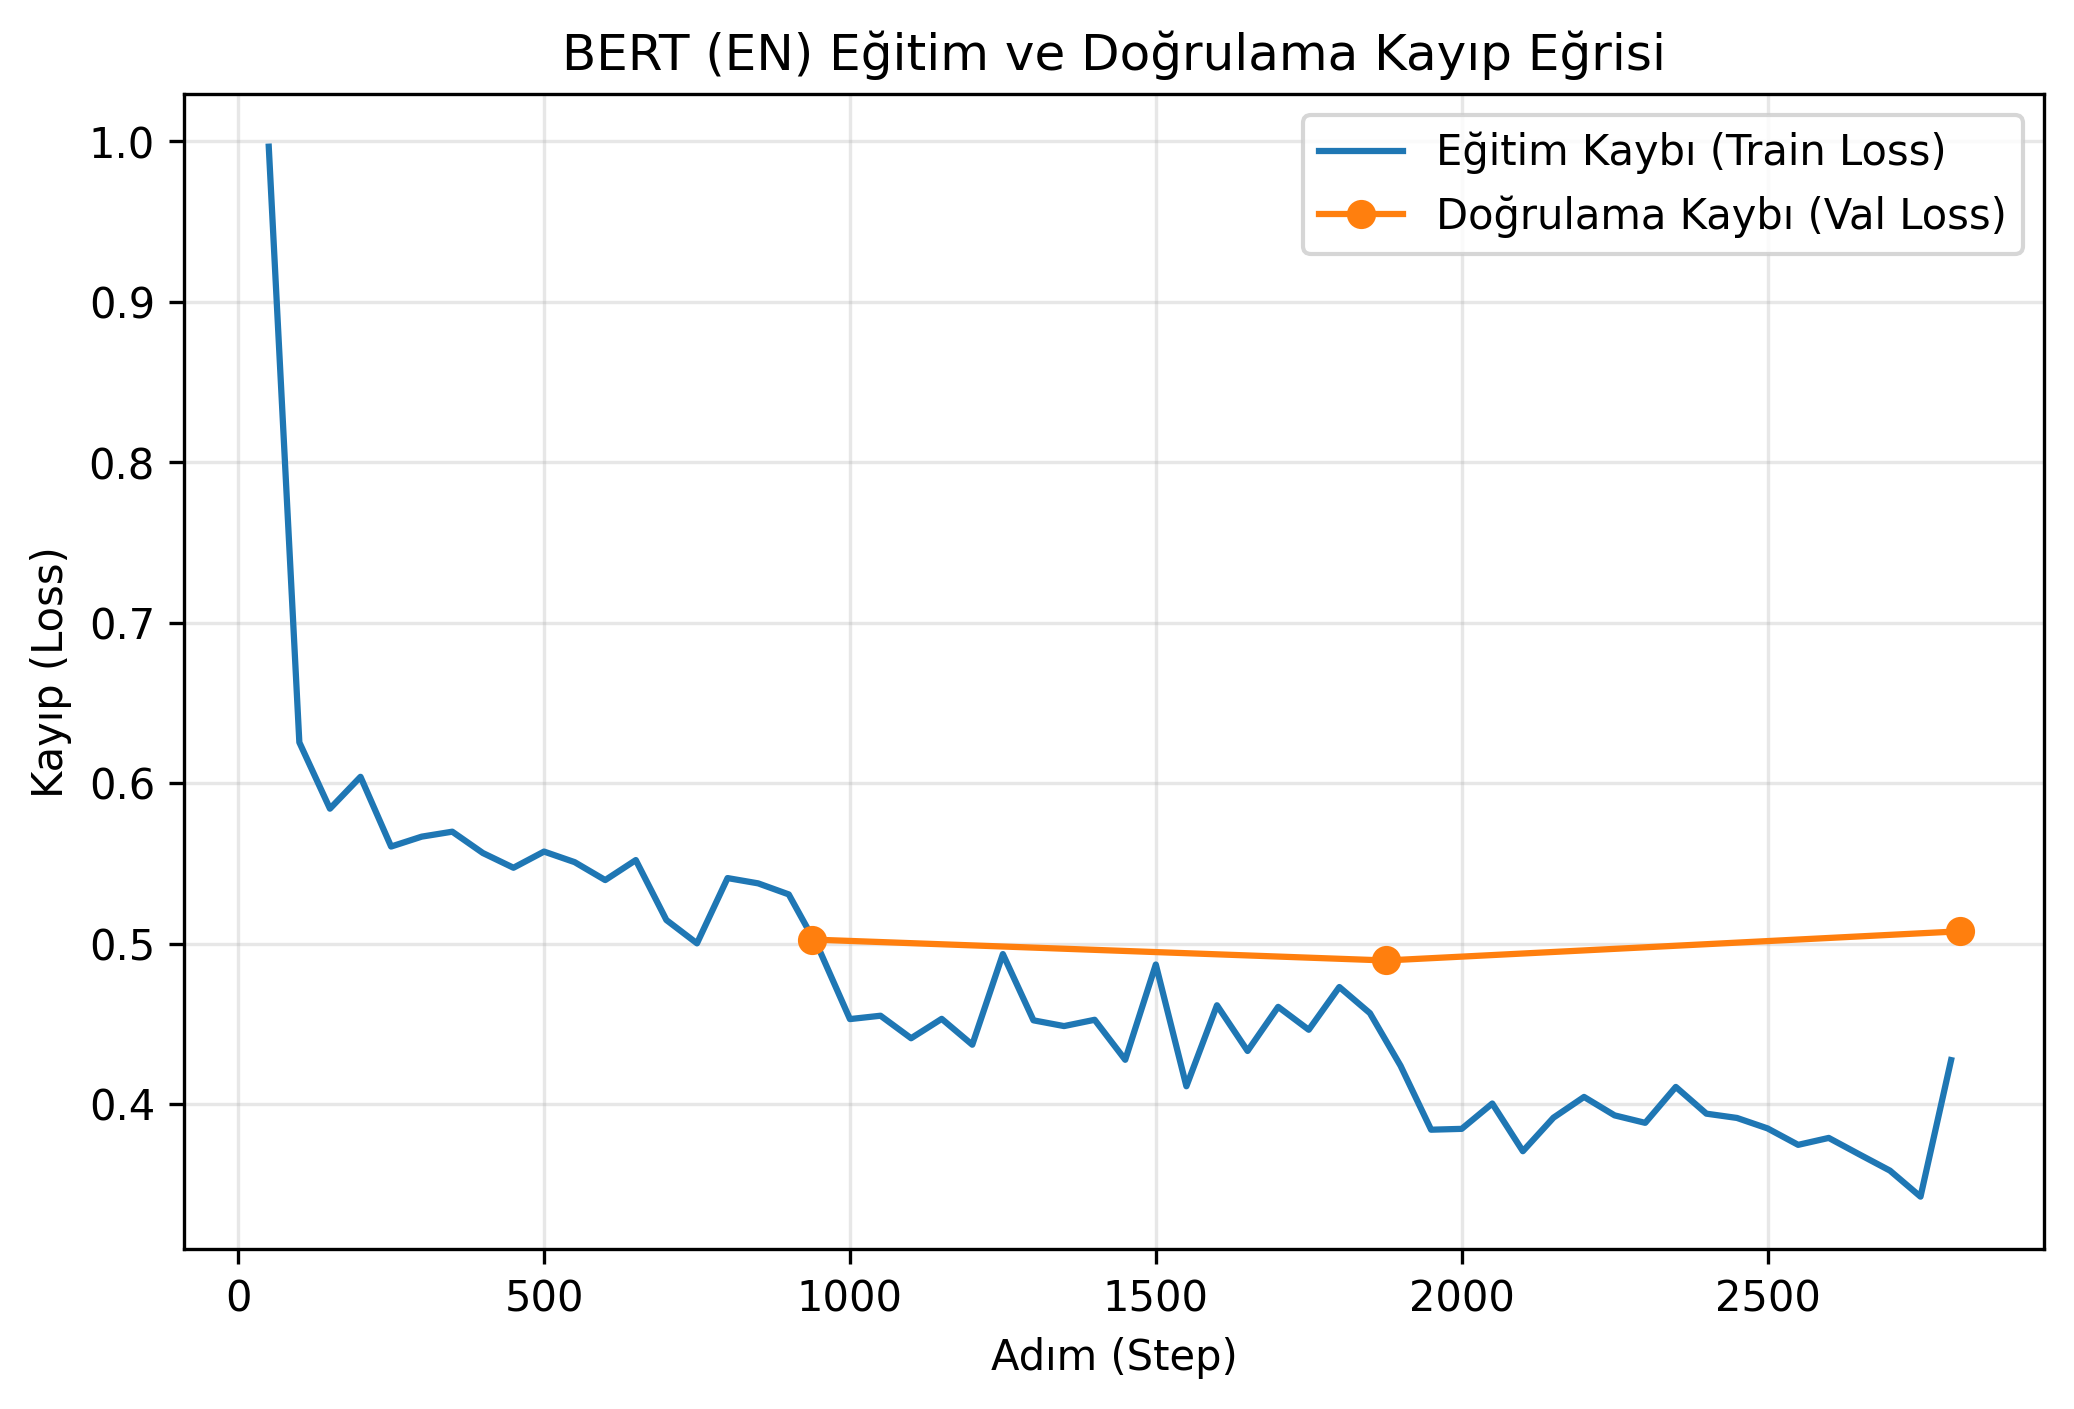 BERT (EN) Eğitim ve Doğrulama Kayıp Eğrisi
Eğitim Kaybı (Train Loss)
Doğrulama Kaybı (Val Loss)
Kayıp (Loss)
1.0
0.9
0.8
0.7
0.6
0.5
0.4
0 500 1000 1500 2000 2500
Adım (Step)